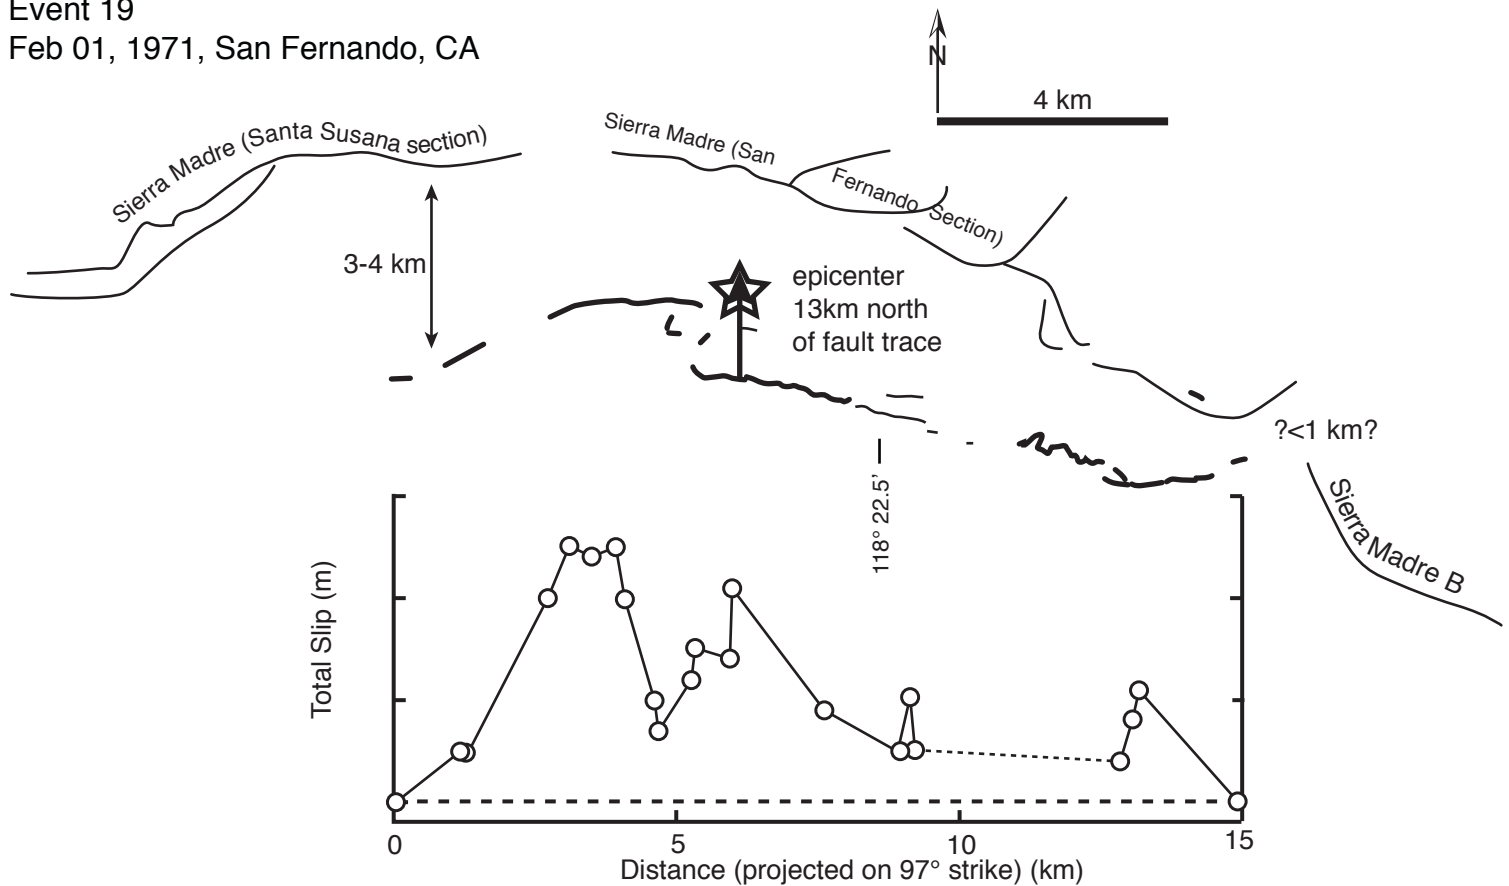 Event 19
Feb 01, 1971, San Fernando, CA
N
4 km
Sierra Madre (Santa Susana section)
Sierra Madre (San
Fernando Section)
3-4 km
epicenter
13km north
of fault trace
?<1 km?
118° 22.5'
Sierra Madre B
Total Slip (m)
0
5
10
15
Distance (projected on 97° strike) (km)